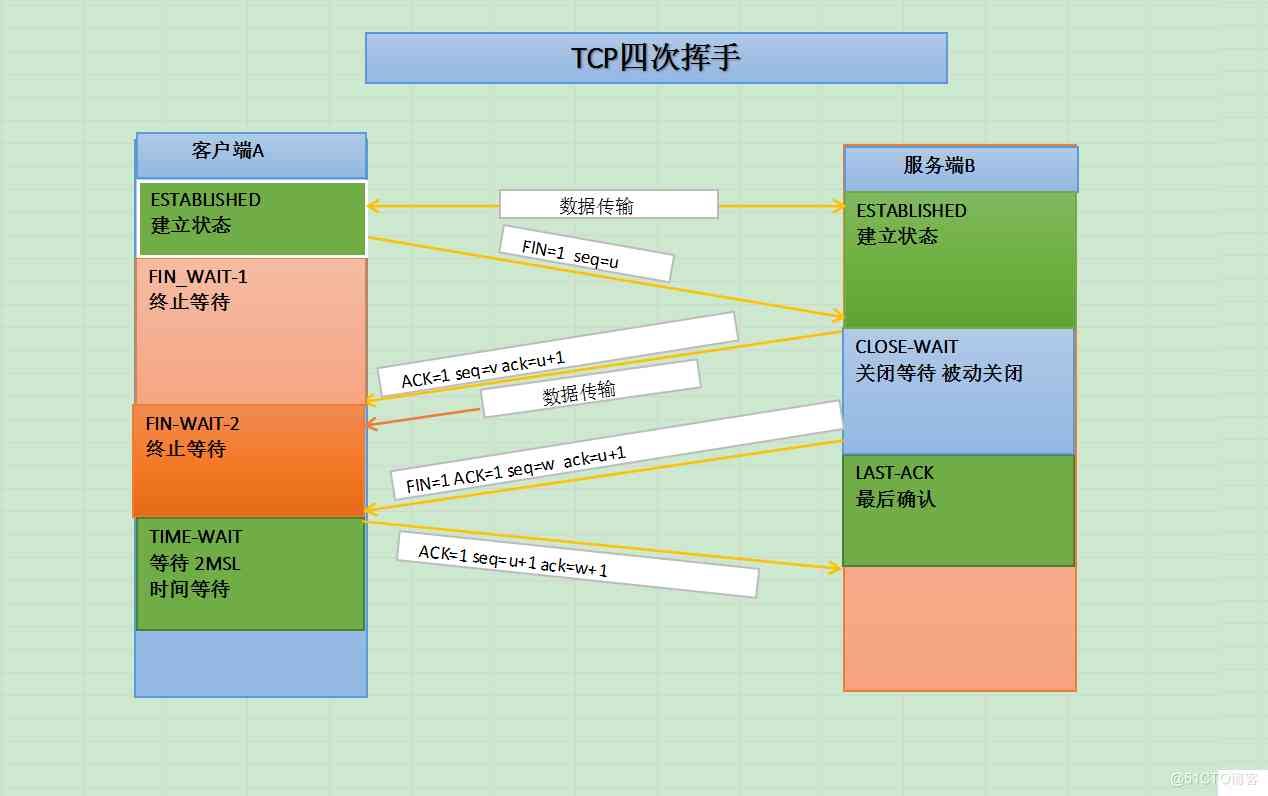 TCP四次挥手
客户端A
服务端B
ESTABLISHED
建立状态
数据传输
ESTABLISHED
建立状态
FIN=1 seq=u
FIN_WAIT-1
终止等待
ACK=1 seq=v ack=u+1
CLOSE-WAIT
关闭等待 被动关闭
数据传输
FIN-WAIT-2
终止等待
FIN=1 ACK=1 seq=w ack=u+1
LAST-ACK
最后确认
TIME-WAIT
等待 2MSL
时间等待
ACK=1 seq=u+1 ack=w+1
@51CTO博客